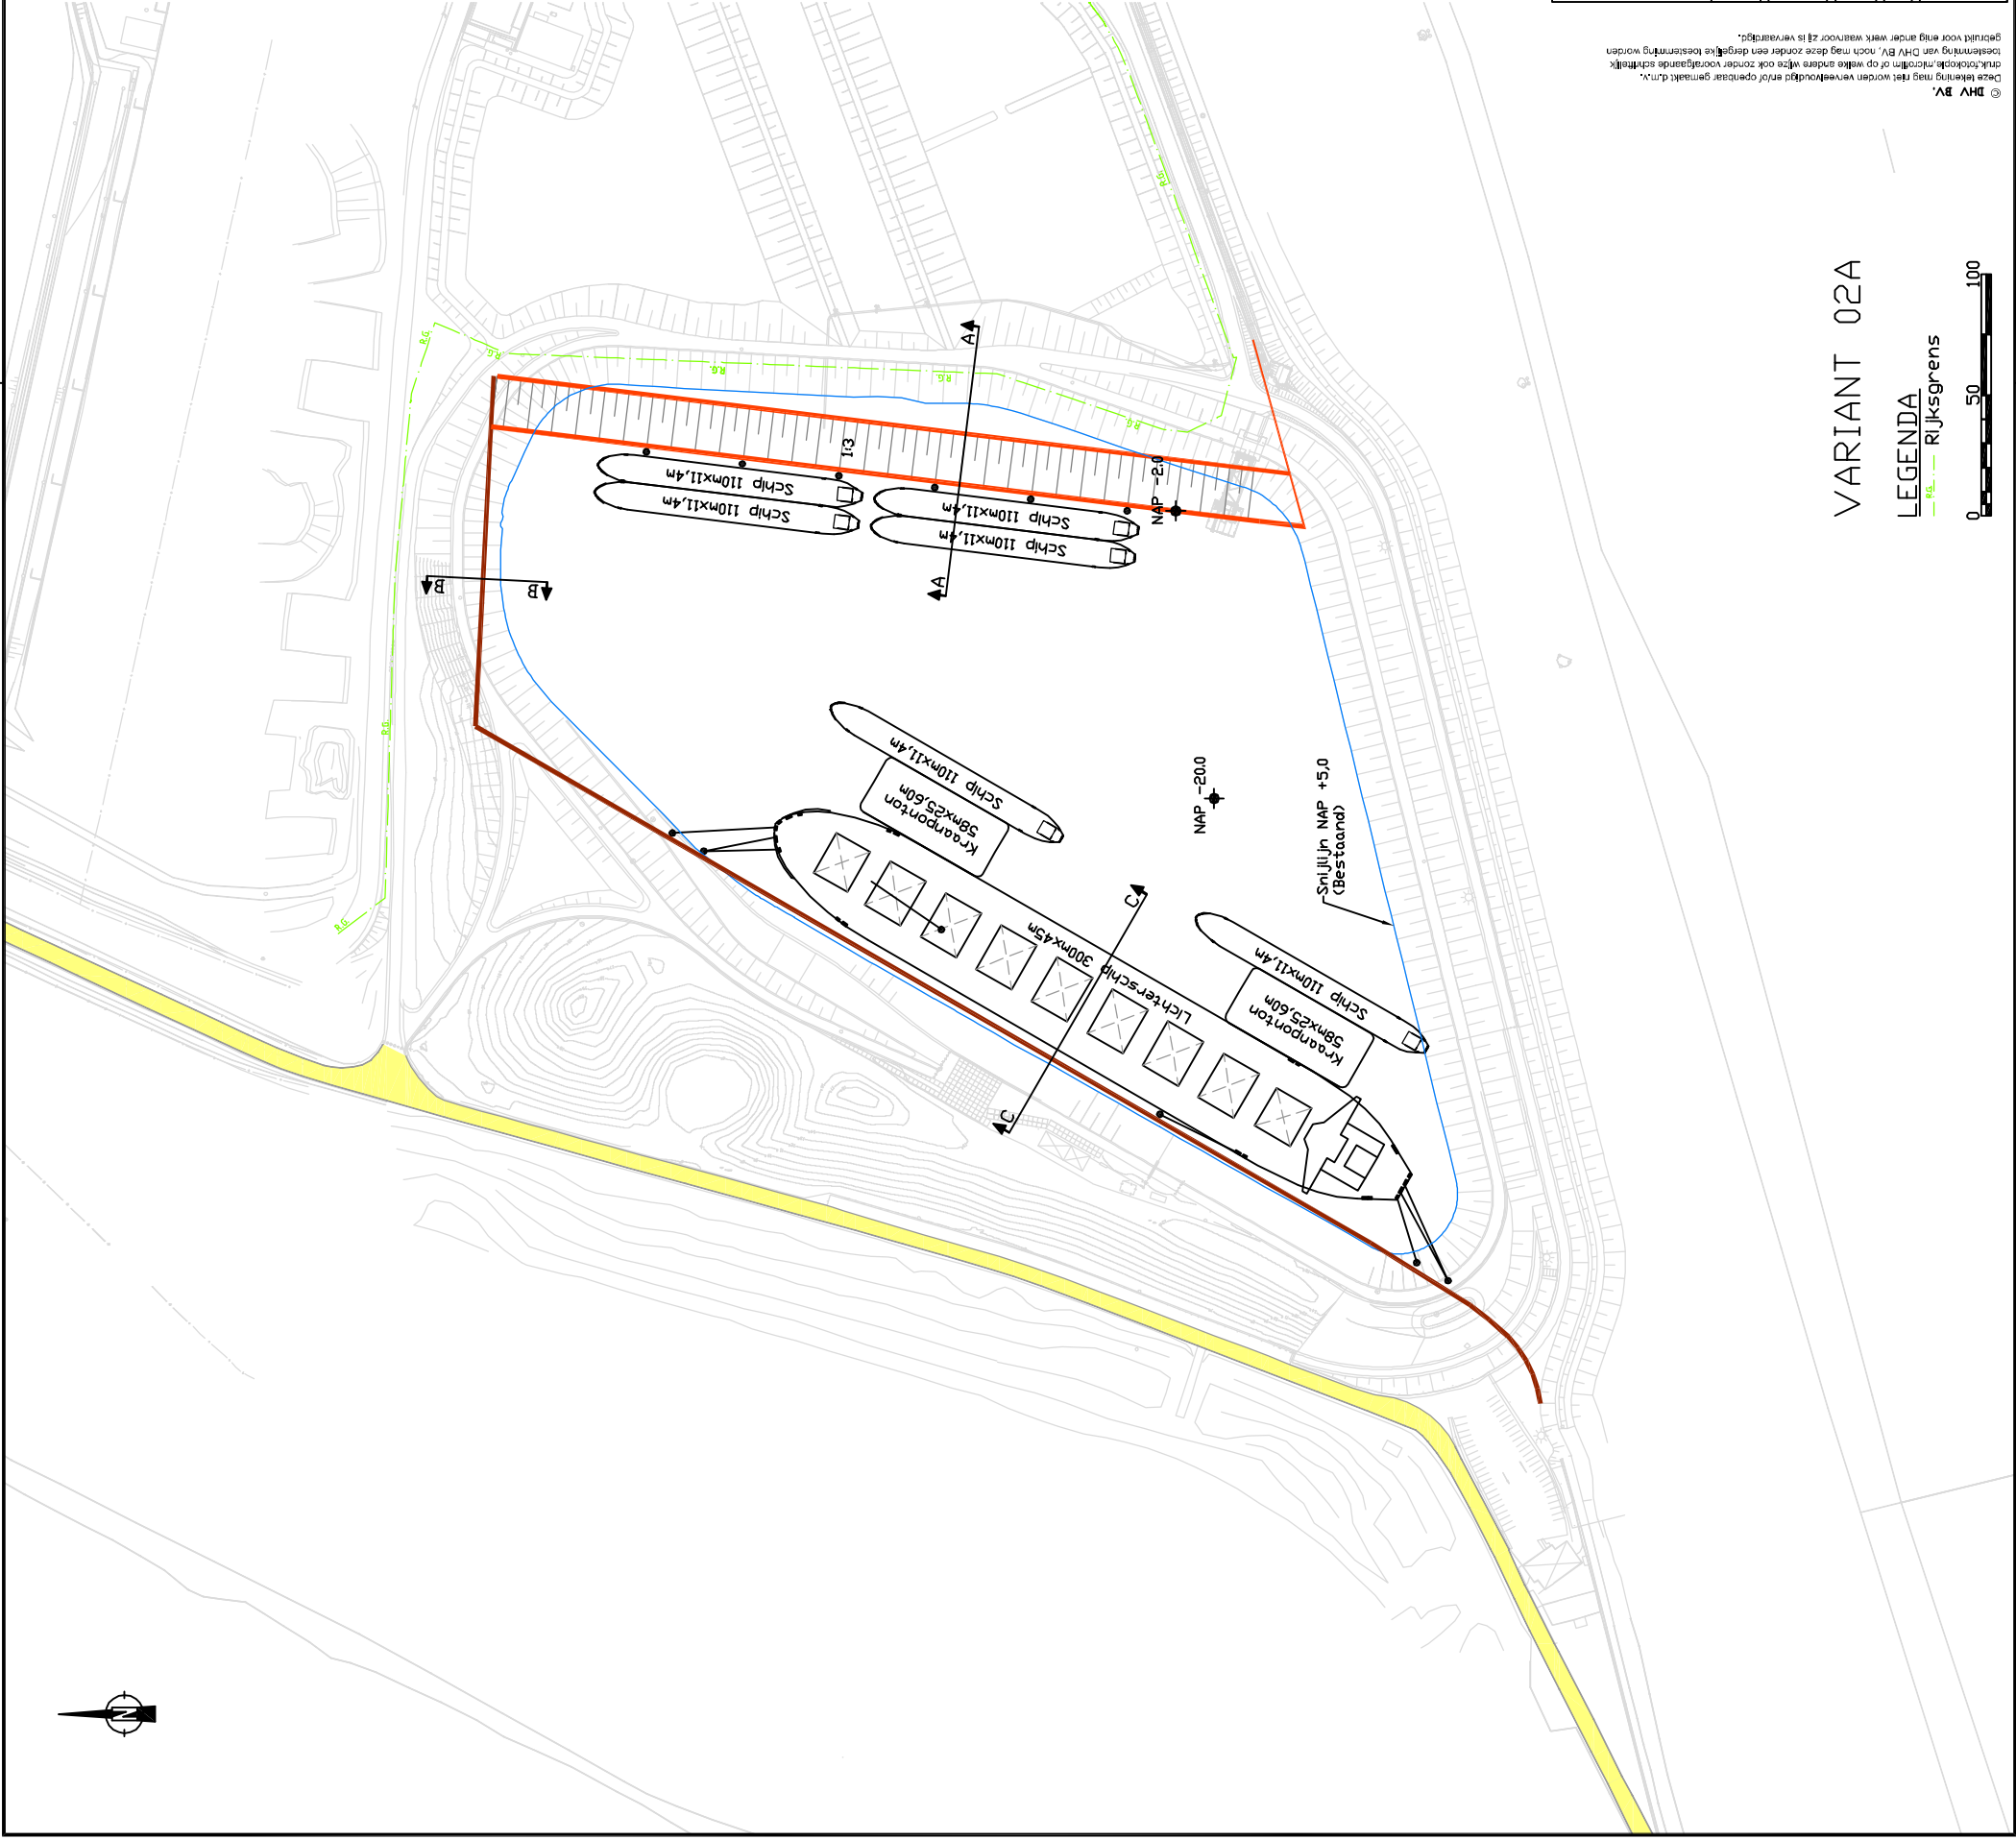 © DHV BV.
Deze tekening mag niet worden verveelvoudigd en/of openbaar gemaakt d.m.v.
druk,fotokopie,microfilm of op welke andere wijze ook zonder voorafgaande schriftelijk
toestemming van DHV BV, noch mag deze zonder een dergelijke toestemming worden
gebruikt voor enig ander werk waarvoor zij is vervaardigd.
R.G.
R.G.
R.G.
R.G.
R.G.
R.G.
R.G.
R.G.
A
A
B
B
C
C
1:3
Schip 110mx11,4m
Schip 110mx11,4m
Schip 110mx11,4m
Schip 110mx11,4m
NAP -2.0
Schip 110mx11,4m
Kraanponton
58mx25,60m
Lichterschip 300mx45m
Schip 110mx11,4m
Kraanponton
58mx25,60m
NAP -20.0
Snijlijn NAP +5,0
(Bestaand)
VARIANT 02A
LEGENDA
R.G. Rijksgrens
0 50 100
N